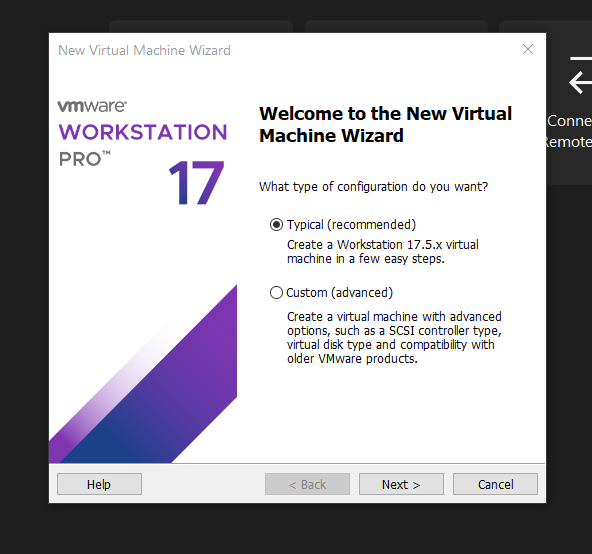 New Virtual Machine Wizard
vmware®
WORKSTATION
PRO™
17
Welcome to the New Virtual
Machine Wizard
What type of configuration do you want?
Typical (recommended)
Create a Workstation 17.5.x virtual
machine in a few easy steps.
Custom (advanced)
Create a virtual machine with advanced
options, such as a SCSI controller type,
virtual disk type and compatibility with
older VMware products.
Help
< Back
Next >
Cancel
Conne
Remote